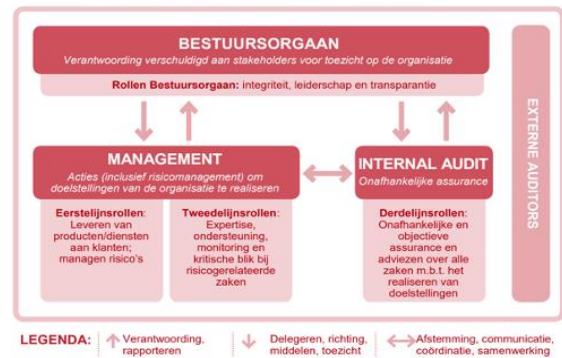 BESTUURSORGAAN
Verantwoording verschuldigd aan stakeholders voor toezicht op de organisatie
Rollen Bestuursorgaan: integriteit, leiderschap en transparantie
MANAGEMENT
Acties (inclusief risicomanagement) om
doelstellingen van de organisatie te realiseren
Eerstelijnsrollen:
Leveren van
producten/diensten
aan klanten;
managen risico's
Tweedelijnsrollen:
Expertise,
ondersteuning,
monitoring en
kritische blik bij
risicogerelateerde
zaken
INTERNAL AUDIT
Onafhankelijke assurance
Derdelijnsrollen:
Onafhankelijke en
objectieve
assurance en
adviezen over alle
zaken m.b.t. het
realiseren van
doelstellingen
EXTERNE AUDITORS
LEGENDA:
Verantwoording,
rapporteren
Delegeren, richting,
middelen, toezicht
Afstemming, communicatie,
coördinatie, samenwerking